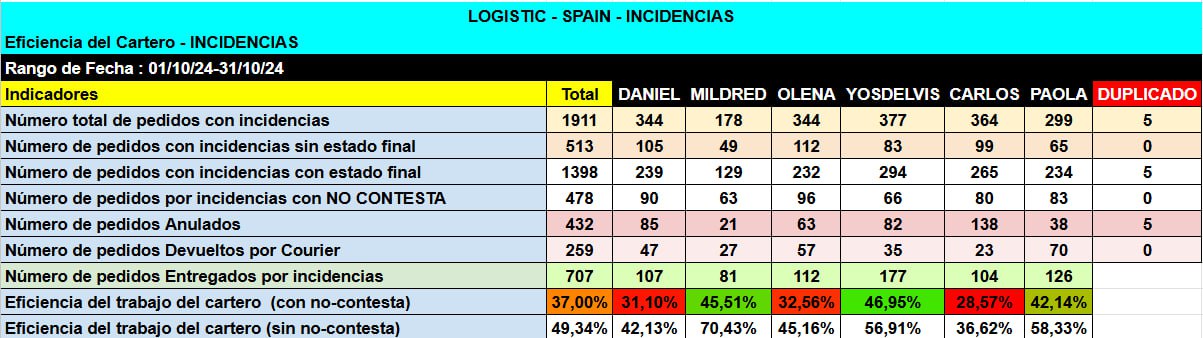 LOGISTIC - SPAIN - INCIDENCIAS
Eficiencia del Cartero - INCIDENCIAS
Rango de Fecha : 01/10/24-31/10/24
Indicadores Total DANIEL MILDRED OLENA YOSDELVIS CARLOS PAOLA DUPLICADO
Número total de pedidos con incidencias 1911 344 178 344 377 364 299 5
Número de pedidos con incidencias sin estado final 513 105 49 112 83 99 65 0
Número de pedidos con incidencias con estado final 1398 239 129 232 294 265 234 5
Número de pedidos por incidencias con NO CONTESTA 478 90 63 96 66 80 83 0
Número de pedidos Anulados 432 85 21 63 82 138 38 5
Número de pedidos Devueltos por Courier 259 47 27 57 35 23 70 0
Número de pedidos Entregados por incidencias 707 107 81 112 177 104 126
Eficiencia del trabajo del cartero (con no-contesta) 37,00% 31,10% 45,51% 32,56% 46,95% 28,57% 42,14%
Eficiencia del trabajo del cartero (sin no-contesta) 49,34% 42,13% 70,43% 45,16% 56,91% 36,62% 58,33%